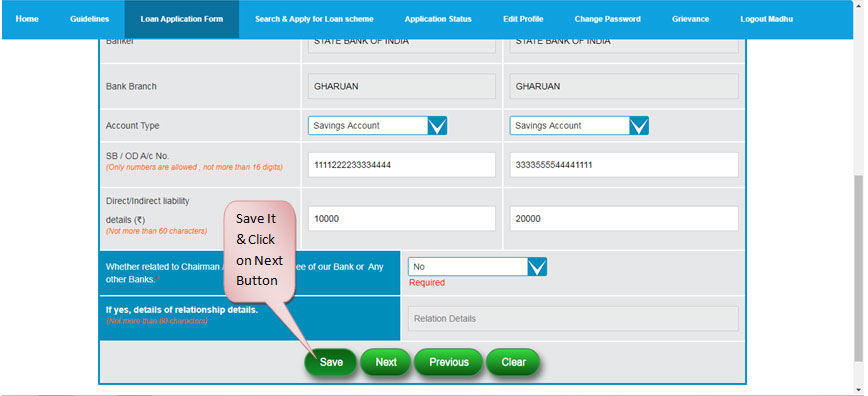 Home Guidelines Loan Application Form Search & Apply for Loan scheme Application Status Edit Profile Change Password Grievance Logout Madhu
Banker STATE BANK OF INDIA STATE BANK OF INDIA
Bank Branch GHARUAN GHARUAN
Account Type Savings Account Savings Account
SB / OD A/c No. 1111222233334444 3333555544441111
(Only numbers are allowed , not more than 16 digits)
Direct/Indirect liability
details (₹) 10000 20000
(Not more than 60 characters)
Save It
& Click
on Next
Button
Whether related to Chairman ee of our Bank or Any No
other Banks.* Required
If yes, details of relationship details. Relation Details
(Not more than 60 characters)
Save Next Previous Clear